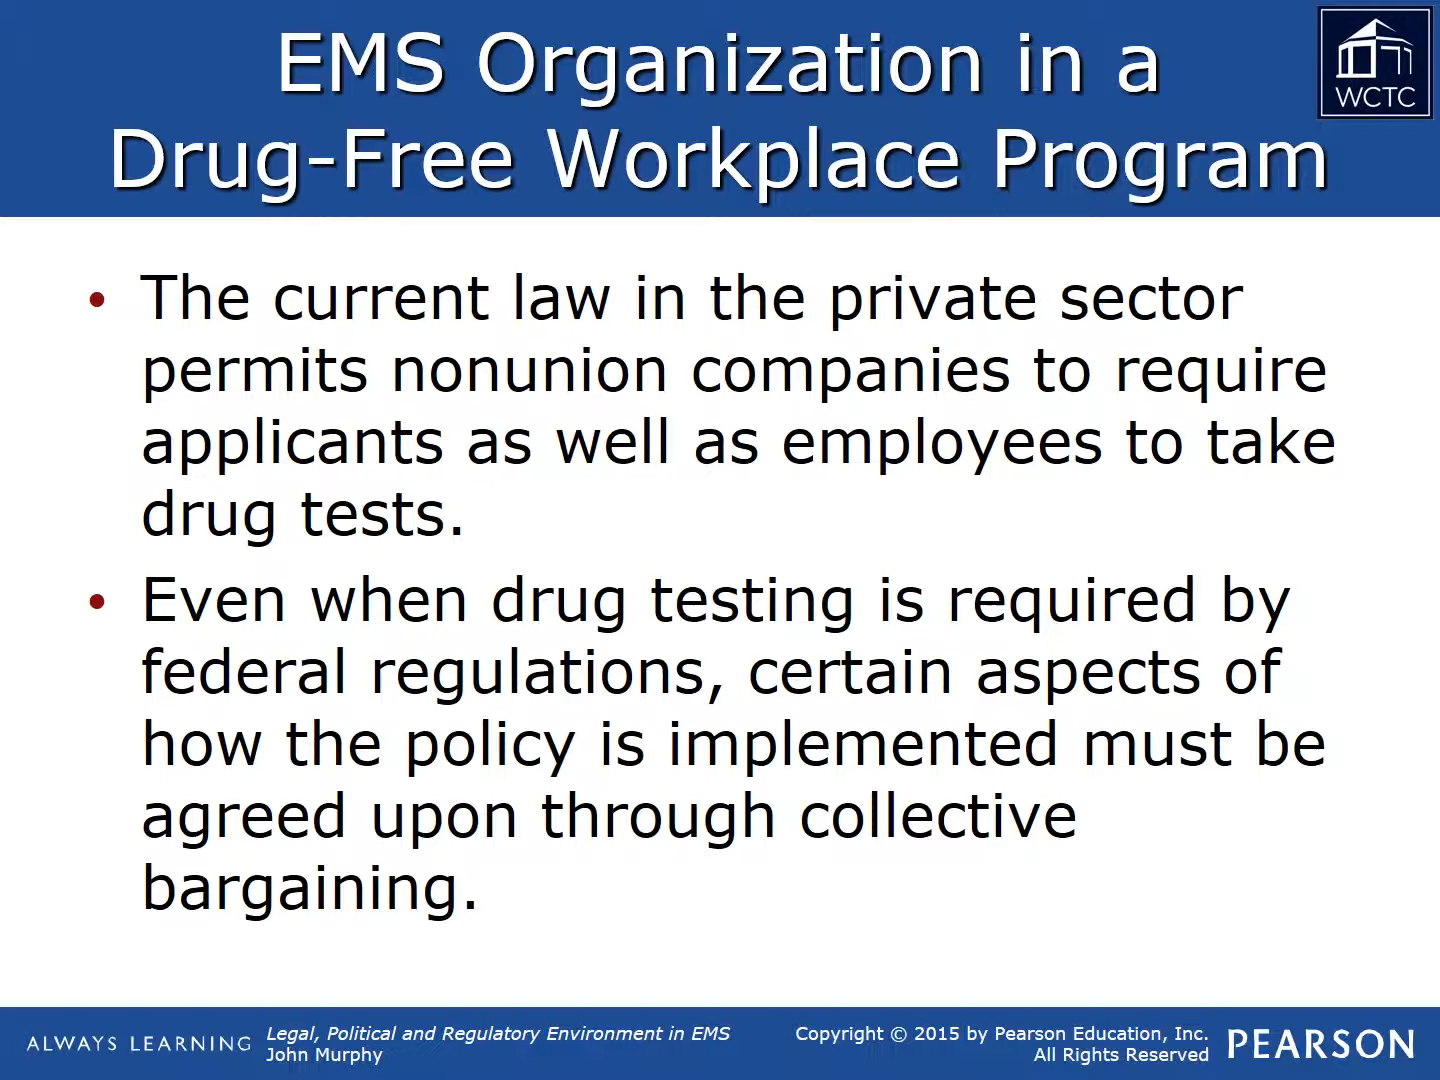 EMS Organization in a
Drug-Free Workplace Program
WCTC
• The current law in the private sector
permits nonunion companies to require
applicants as well as employees to take
drug tests.
• Even when drug testing is required by
federal regulations, certain aspects of
how the policy is implemented must be
agreed upon through collective
bargaining.
ALWAYS LEARNING
Legal, Political and Regulatory Environment in EMS
John Murphy
Copyright © 2015 by Pearson Education, Inc.
All Rights Reserved
PEARSON